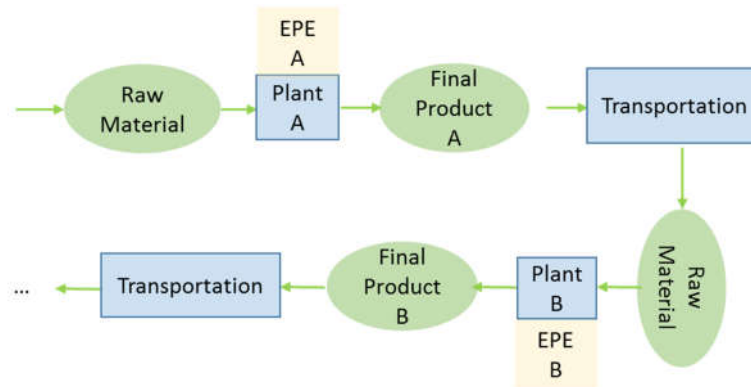 EPE
A
Raw
Material
Plant
A
Final
Product
A
Transportation
Raw
Material
Plant
B
EPE
B
Final
Product
B
Transportation
...